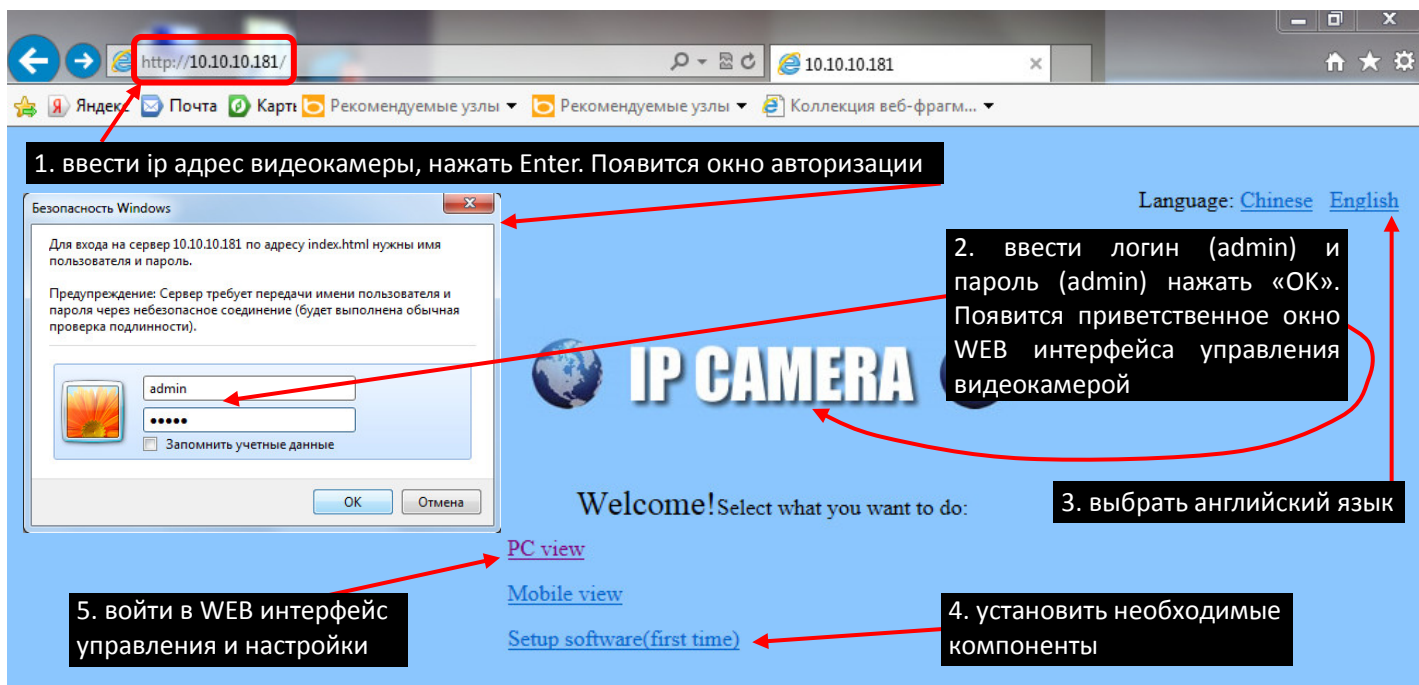 http://10.10.10.181/
10.10.10.181
Яндекс Почта Карты Рекомендуемые узлы Рекомендуемые узлы Коллекция веб-фрагм...
1. ввести ip адрес видеокамеры, нажать Enter. Появится окно авторизации
Language: Chinese English
Безопасность Windows
Для входа на сервер 10.10.10.181 по адресу index.html нужны имя
пользователя и пароль.
Предупреждение: Сервер требует передачи имени пользователя и
пароля через небезопасное соединение (будет выполнена обычная
проверка подлинности).
admin
•••••
Запомнить учетные данные
ОК Отмена
2. ввести логин (admin) и
пароль (admin) нажать «ОК».
Появится приветственное окно
WEB интерфейса управления
видеокамерой
IP CAMERA
3. выбрать английский язык
Welcome!Select what you want to do:
PC view
Mobile view
Setup software(first time)
5. войти в WEB интерфейс
управления и настройки
4. установить необходимые
компоненты